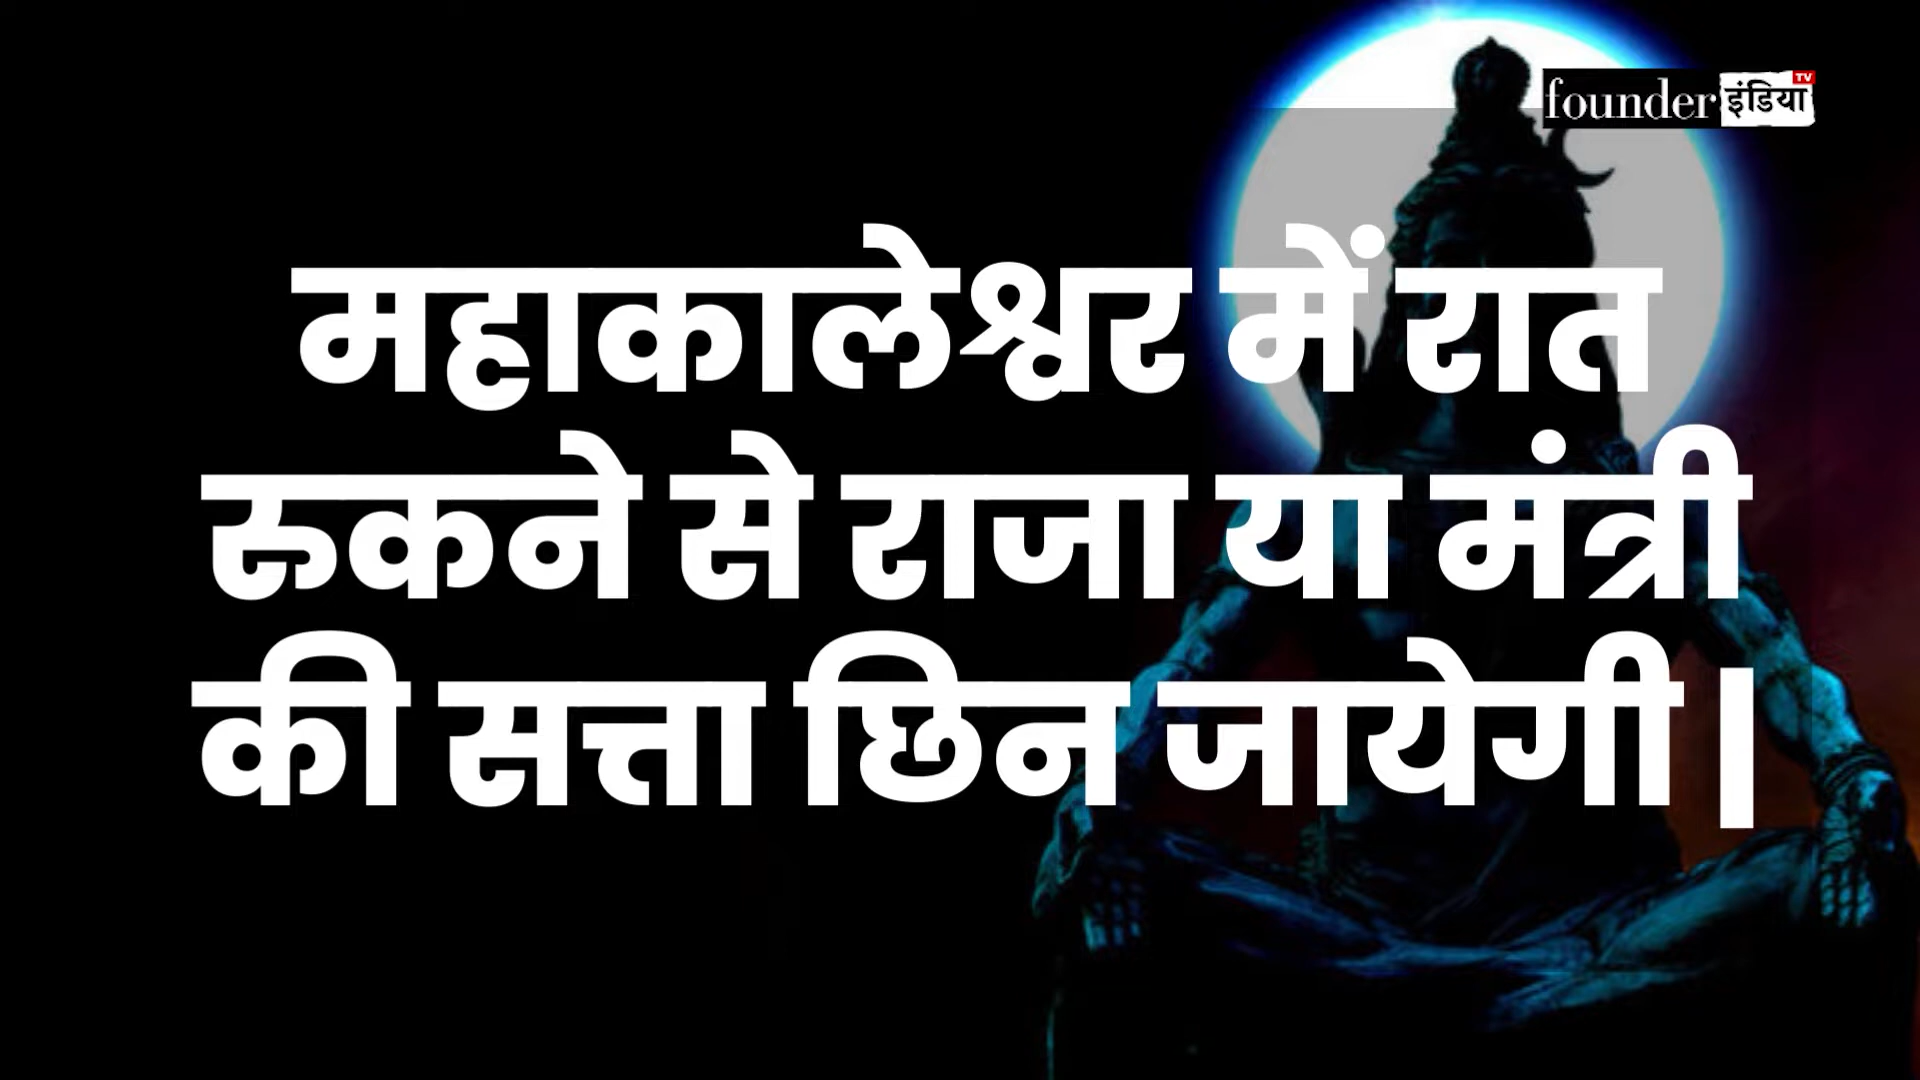 founder इंडिया TV
महाकालेश्वर में रात
रुकने से राजा या मंत्री
की सत्ता छिन जायेगी |